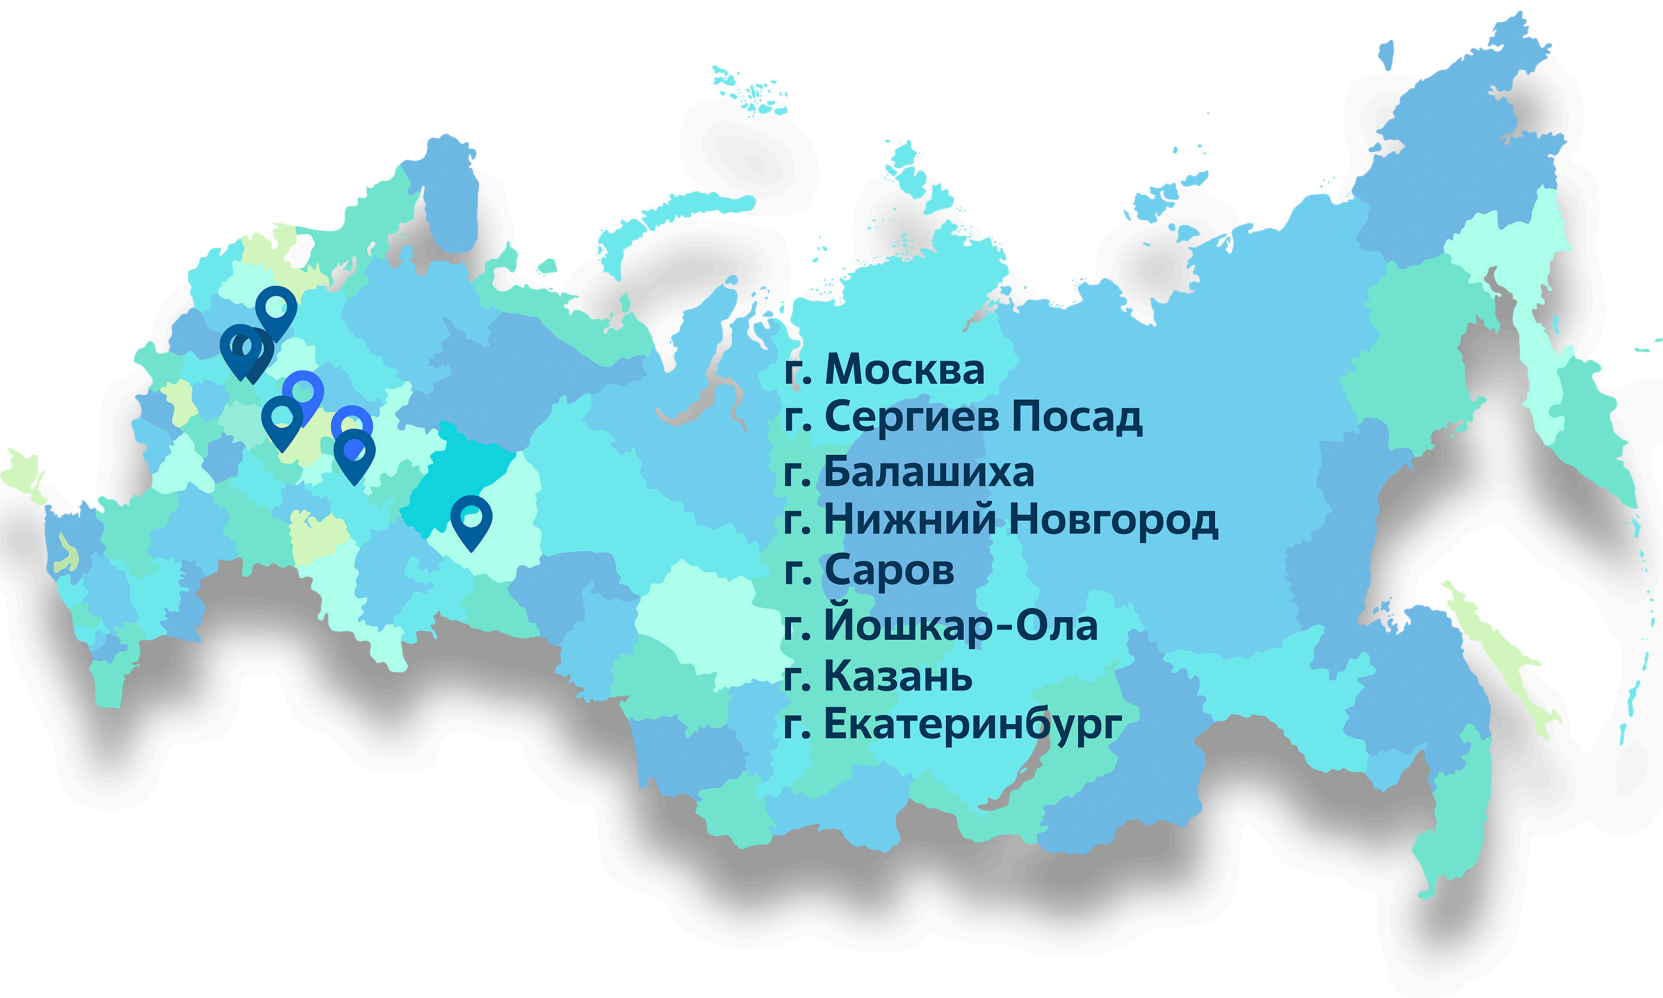 г. Москва
г. Сергиев Посад
г. Балашиха
г. Нижний Новгород
г. Саров
г. Йошкар-Ола
г. Казань
г. Екатеринбург